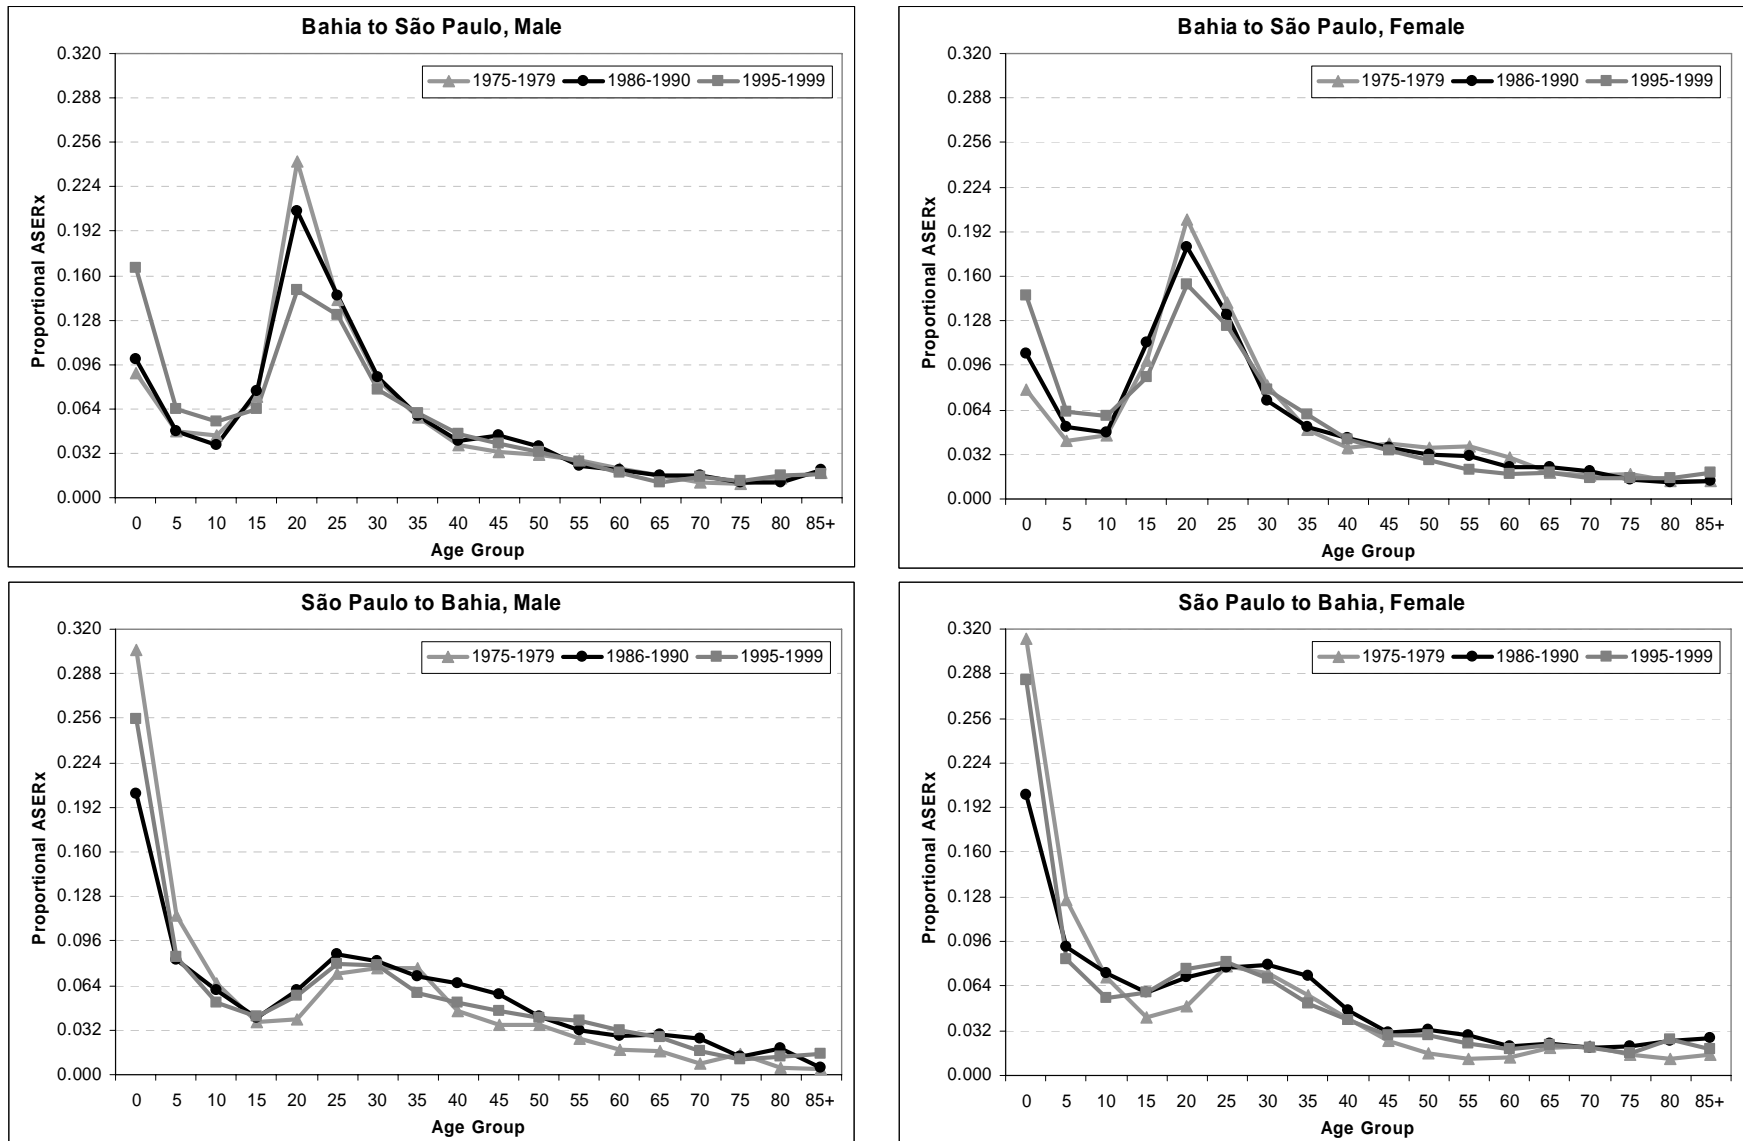 Bahia to São Paulo, Male
0.320
0.288
0.256
0.224
0.192
0.160
0.128
0.096
0.064
0.032
0.000
Proportional ASERx
1975-1979 1986-1990 1995-1999
0 5 10 15 20 25 30 35 40 45 50 55 60 65 70 75 80 85+
Age Group
Bahia to São Paulo, Female
0.320
0.288
0.256
0.224
0.192
0.160
0.128
0.096
0.064
0.032
0.000
Proportional ASERx
1975-1979 1986-1990 1995-1999
0 5 10 15 20 25 30 35 40 45 50 55 60 65 70 75 80 85+
Age Group
São Paulo to Bahia, Male
0.320
0.288
0.256
0.224
0.192
0.160
0.128
0.096
0.064
0.032
0.000
Proportional ASERx
1975-1979 1986-1990 1995-1999
0 5 10 15 20 25 30 35 40 45 50 55 60 65 70 75 80 85+
Age Group
São Paulo to Bahia, Female
0.320
0.288
0.256
0.224
0.192
0.160
0.128
0.096
0.064
0.032
0.000
Proportional ASERx
1975-1979 1986-1990 1995-1999
0 5 10 15 20 25 30 35 40 45 50 55 60 65 70 75 80 85+
Age Group